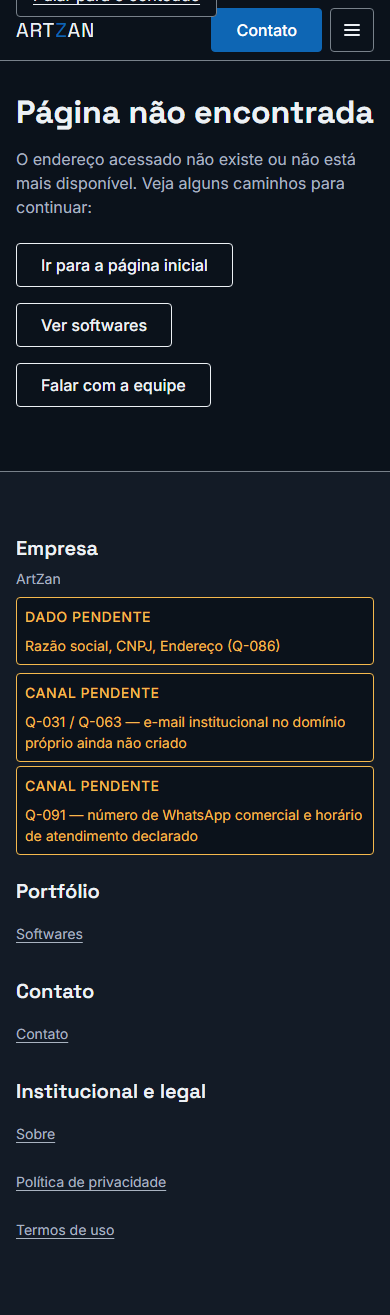 Falar para o conteúdo
ARTZAN
Contato
Página não encontrada
O endereço acessado não existe ou não está
mais disponível. Veja alguns caminhos para
continuar:
Ir para a página inicial
Ver softwares
Falar com a equipe
Empresa
ArtZan
DADO PENDENTE
Razão social, CNPJ, Endereço (Q-086)
CANAL PENDENTE
Q-031 / Q-063 — e-mail institucional no domínio
próprio ainda não criado
CANAL PENDENTE
Q-091 — número de WhatsApp comercial e horário
de atendimento declarado
Portfólio
Softwares
Contato
Contato
Institucional e legal
Sobre
Política de privacidade
Termos de uso